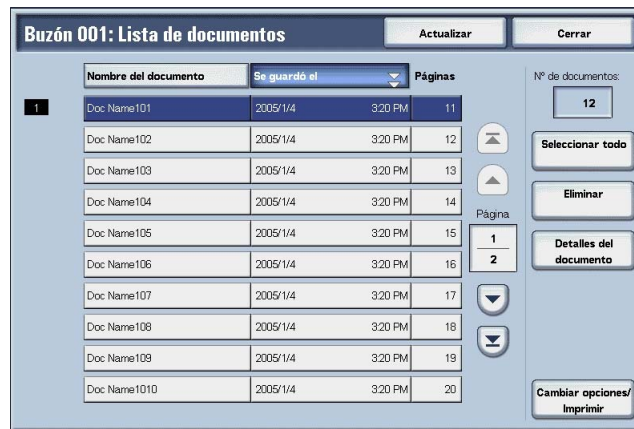 Buzón 001: Lista de documentos
Actualizar
Cerrar
Nombre del documento
Se guardó el
Páginas
Nº de documentos:
12
1
Doc Name101 2005/1/4 3:20 PM 11
Doc Name102 2005/1/4 3:20 PM 12
Doc Name103 2005/1/4 3:20 PM 13
Doc Name104 2005/1/4 3:20 PM 14
Doc Name105 2005/1/4 3:20 PM 15
Doc Name106 2005/1/4 3:20 PM 16
Doc Name107 2005/1/4 3:20 PM 17
Doc Name108 2005/1/4 3:20 PM 18
Doc Name109 2005/1/4 3:20 PM 19
Doc Name1010 2005/1/4 3:20 PM 20
Página
1
2
Seleccionar todo
Eliminar
Detalles del
documento
Cambiar opciones/
Imprimir